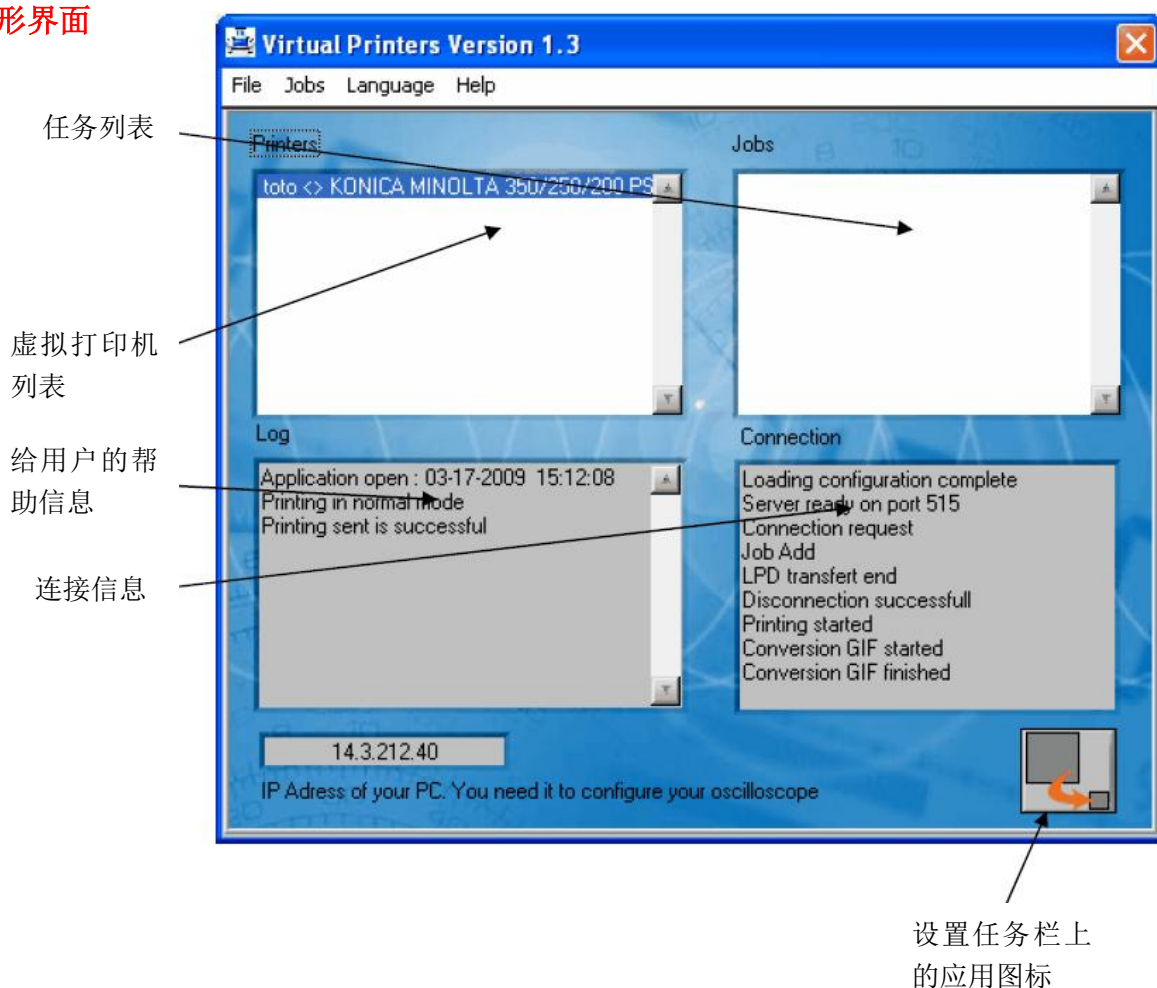 形界面
Virtual Printers Version 1.3
File Jobs Language Help
任务列表
Printers
Jobs
toto <> KONICA MINOLTA 350/250/200 PS
虚拟打印机
列表
Log
Connection
给用户的帮
助信息
Application open : 03-17-2009 15:12:08
Printing in normal mode
Printing sent is successful
Loading configuration complete
Server ready on port 515
Connection request
Job Add
LPD transfert end
Disconnection successfull
Printing started
Conversion GIF started
Conversion GIF finished
连接信息
14.3.212.40
IP Adress of your PC. You need it to configure your oscilloscope
设置任务栏上
的应用图标